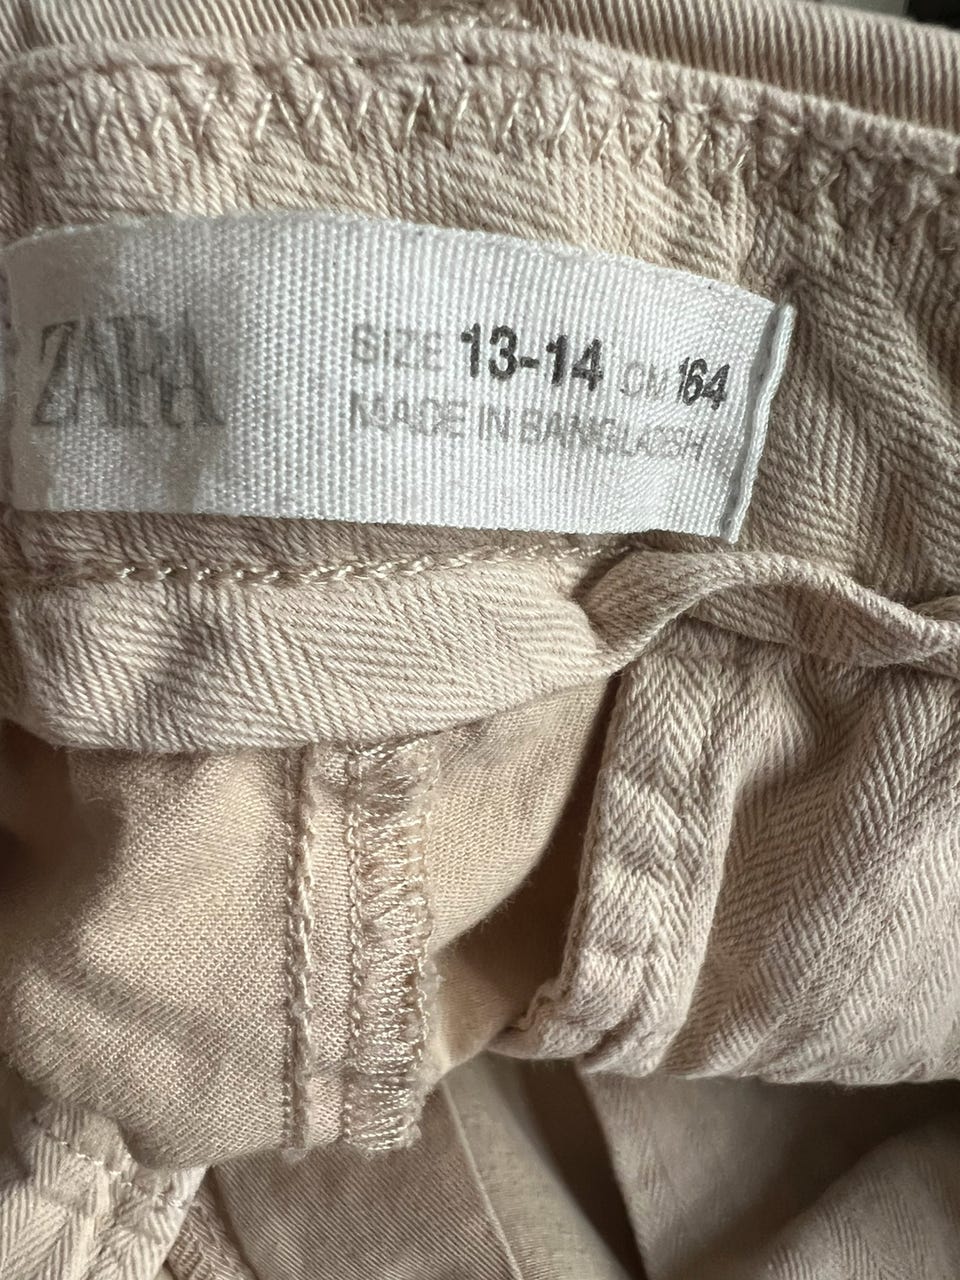 ZARA
SIZE 13-14 CM 164
MADE IN BANGLADESH